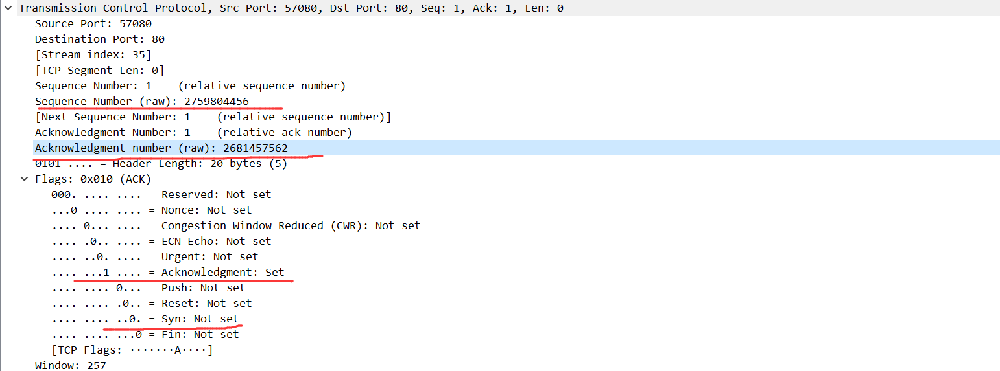 Transmission Control Protocol, Src Port: 57080, Dst Port: 80, Seq: 1, Ack: 1, Len: 0
Source Port: 57080
Destination Port: 80
[Stream index: 35]
[TCP Segment Len: 0]
Sequence Number: 1    (relative sequence number)
Sequence Number (raw): 2759804456
[Next Sequence Number: 1    (relative sequence number)]
Acknowledgment Number: 1    (relative ack number)
Acknowledgment number (raw): 2681457562
0101 .... = Header Length: 20 bytes (5)
Flags: 0x010 (ACK)
000. .... .... = Reserved: Not set
...0 .... .... = Nonce: Not set
.... 0... .... = Congestion Window Reduced (CWR): Not set
.... .0.. .... = ECN-Echo: Not set
.... ..0. .... = Urgent: Not set
.... ...1 .... = Acknowledgment: Set
.... .... 0... = Push: Not set
.... .... .0.. = Reset: Not set
.... .... ..0. = Syn: Not set
.... .... ...0 = Fin: Not set
[TCP Flags: ·······A····]
Window: 257